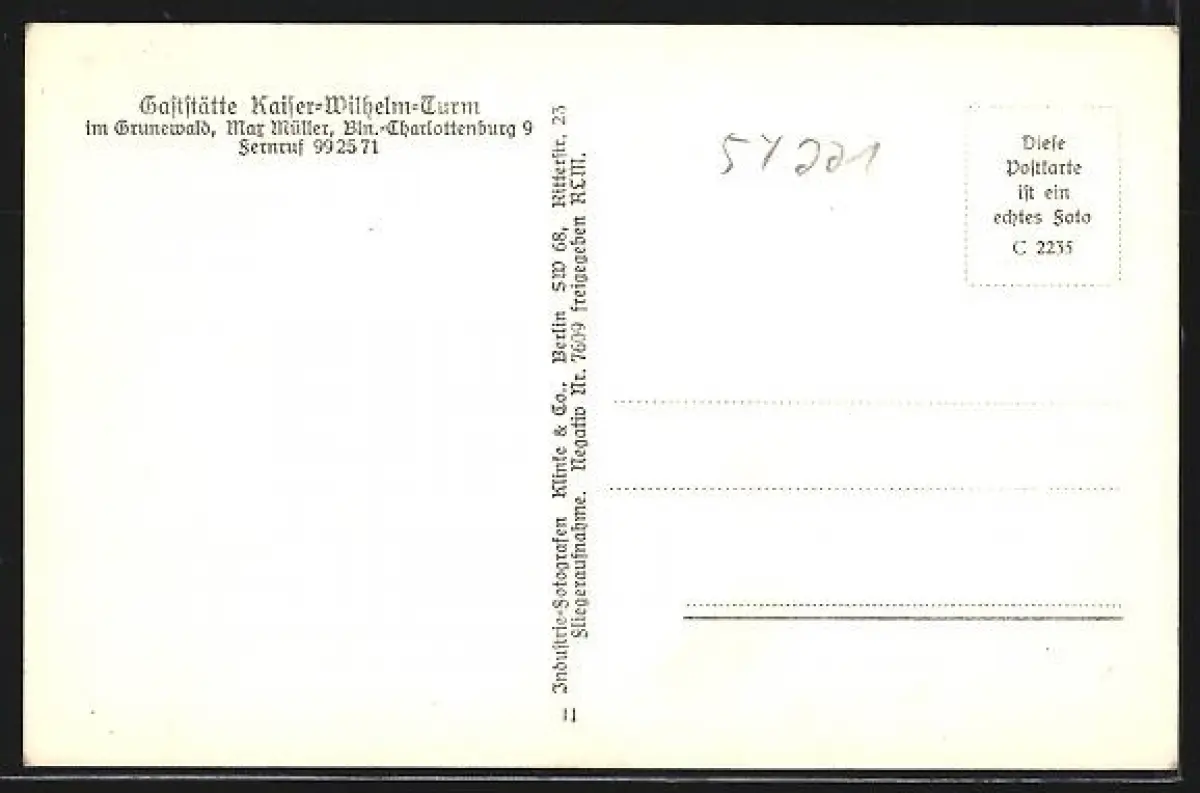 Gaststätte Kaiser-Wilhelm-Turm
im Grunewald, Max Müller, Bln.-Charlottenburg 9
Fernruf 99 25 71
Industrie-Fotografen Klinke & Co., Berlin SW 68, Ritterstr. 23
Fliegeraufnahme. Negativ Nr. 7609 freigegeben RLM.
11
Diese
Postkarte
ist ein
echtes Foto
C 2235